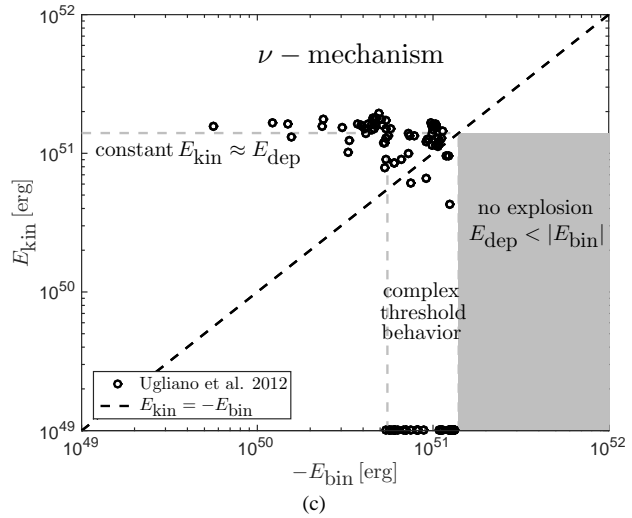 10^52
ν − mechanism
10^51
constant E_kin ≈ E_dep
no explosion
E_dep < |E_bin|
E_kin [erg]
10^50
complex
threshold
behavior
Ugliano et al. 2012
E_kin = −E_bin
10^49
10^49
10^50
10^51
10^52
−E_bin [erg]
(c)